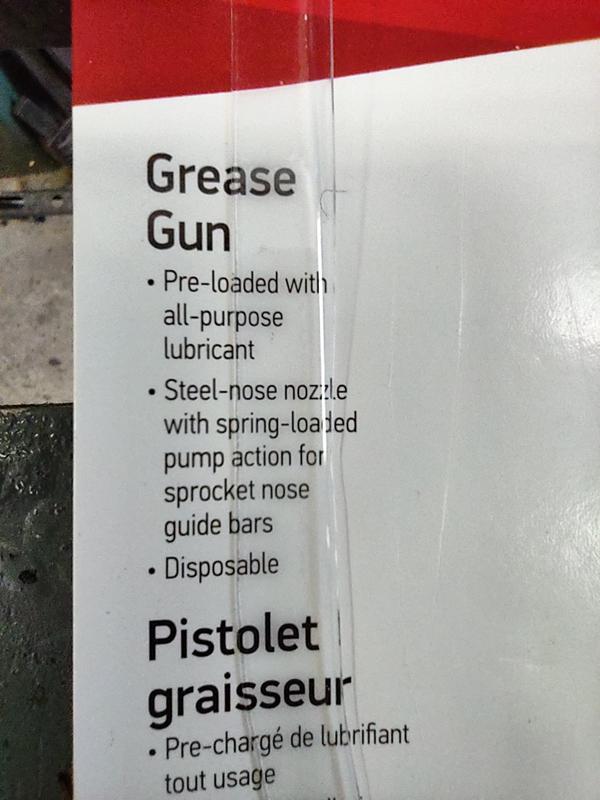 Grease
Gun
• Pre-loaded with
all-purpose
lubricant
• Steel-nose nozzle
with spring-loaded
pump action for
sprocket nose
guide bars
• Disposable
Pistolet
graisseur
• Pre-chargé de lubrifiant
tout usage